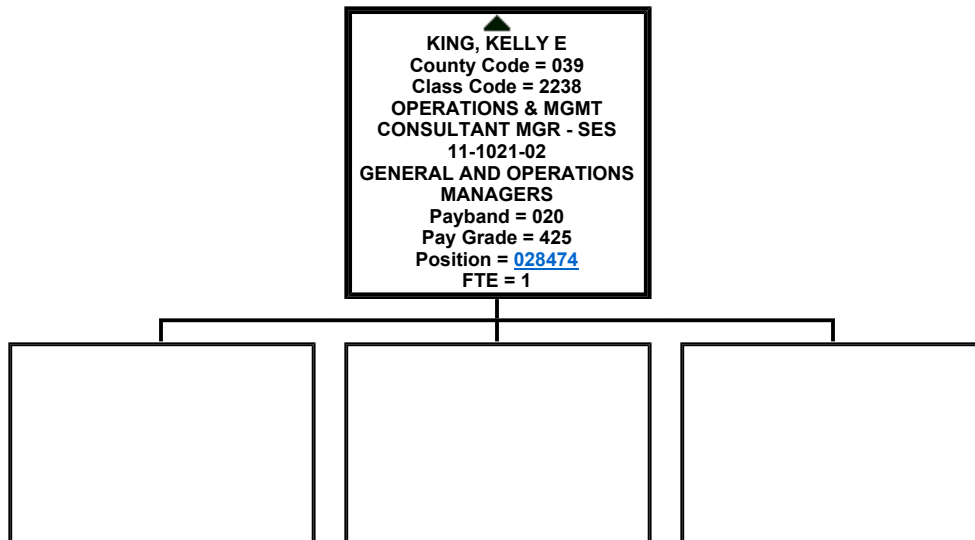 KING, KELLY E
County Code = 039
Class Code = 2238
OPERATIONS & MGMT
CONSULTANT MGR - SES
11-1021-02
GENERAL AND OPERATIONS
MANAGERS
Payband = 020
Pay Grade = 425
Position = 028474
FTE = 1